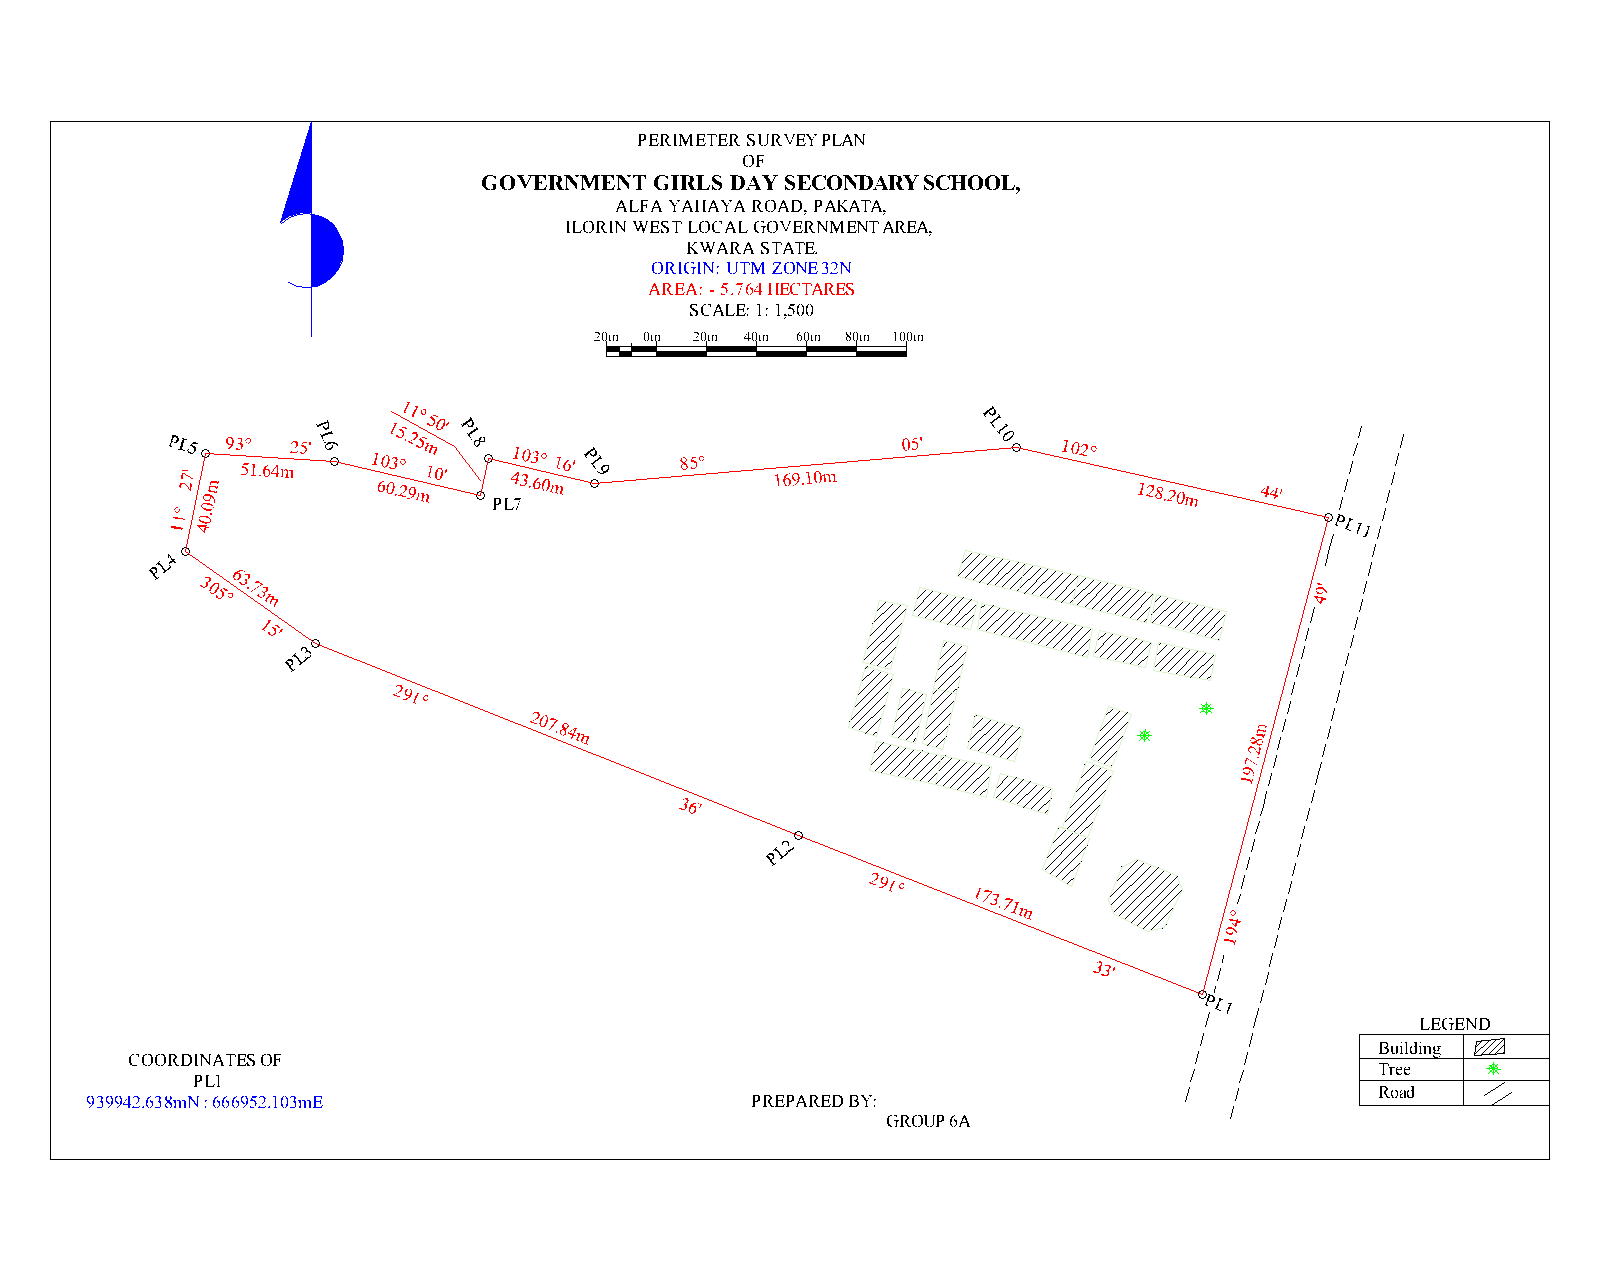 PERIMETER SURVEY PLAN
OF
GOVERNMENT GIRLS DAY SECONDARY SCHOOL,
ALFA YAHAYA ROAD, PAKATA,
ILORIN WEST LOCAL GOVERNMENT AREA,
KWARA STATE.
ORIGIN: UTM ZONE 32N
AREA: - 5.764 HECTARES
SCALE: 1: 1,500
20m 0m 20m 40m 60m 80m 100m
PL5
93° 25'
51.64m
PL6
103° 10'
60.29m
11° 50'
15.25m
PL8
PL7
103° 16'
43.60m
PL9
85° 05'
169.10m
PL10
102° 44'
128.20m
PL11
11° 27'
40.09m
PL4
63.73m
305° 15'
PL3
291° 36'
207.84m
PL2
291° 33'
173.71m
PL1
194° 49'
197.28m
LEGEND
Building
Tree
Road
COORDINATES OF
PL1
939942.638mN : 666952.103mE
PREPARED BY:
GROUP 6A